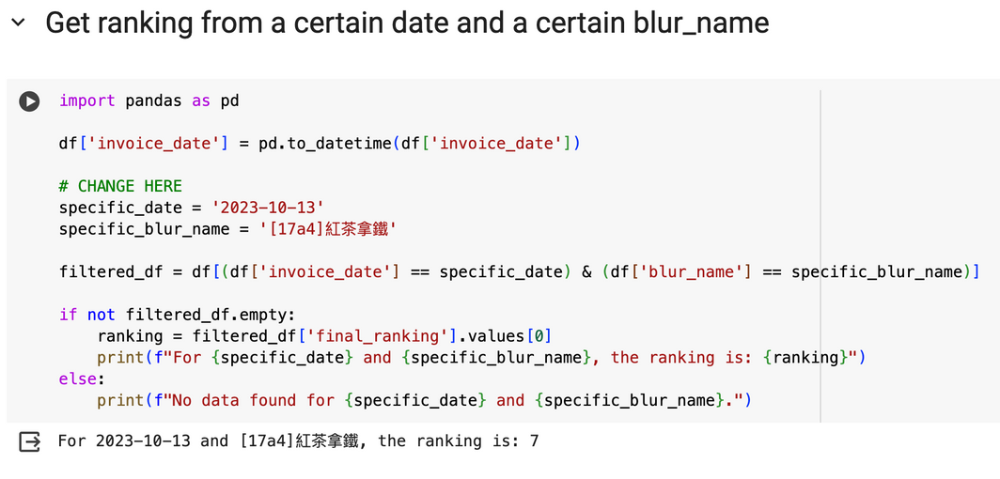 Get ranking from a certain date and a certain blur_name
import pandas as pd
df['invoice_date'] = pd.to_datetime(df['invoice_date'])
# CHANGE HERE
specific_date = '2023-10-13'
specific_blur_name = '[17a4]紅茶拿鐵'
filtered_df = df[(df['invoice_date'] == specific_date) & (df['blur_name'] == specific_blur_name)]
if not filtered_df.empty:
    ranking = filtered_df['final_ranking'].values[0]
    print(f"For {specific_date} and {specific_blur_name}, the ranking is: {ranking}")
else:
    print(f"No data found for {specific_date} and {specific_blur_name}.")
For 2023-10-13 and [17a4]紅茶拿鐵, the ranking is: 7